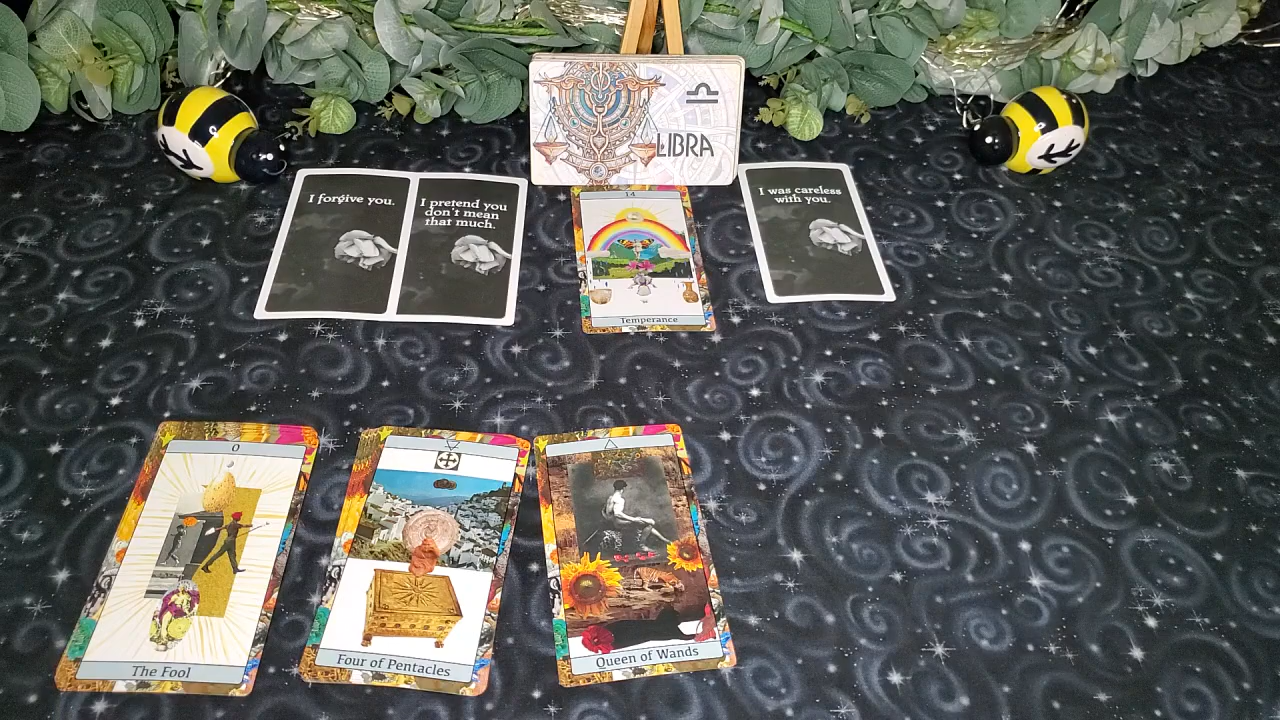 LIBRA
I forgive you.
I pretend you
don't mean
that much.
14
Temperance
I was careless
with you.
0
The Fool
Four of Pentacles
Queen of Wands